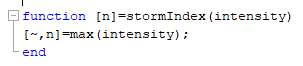 function [n]=stormIndex(intensity)
[~,n]=max(intensity);
end